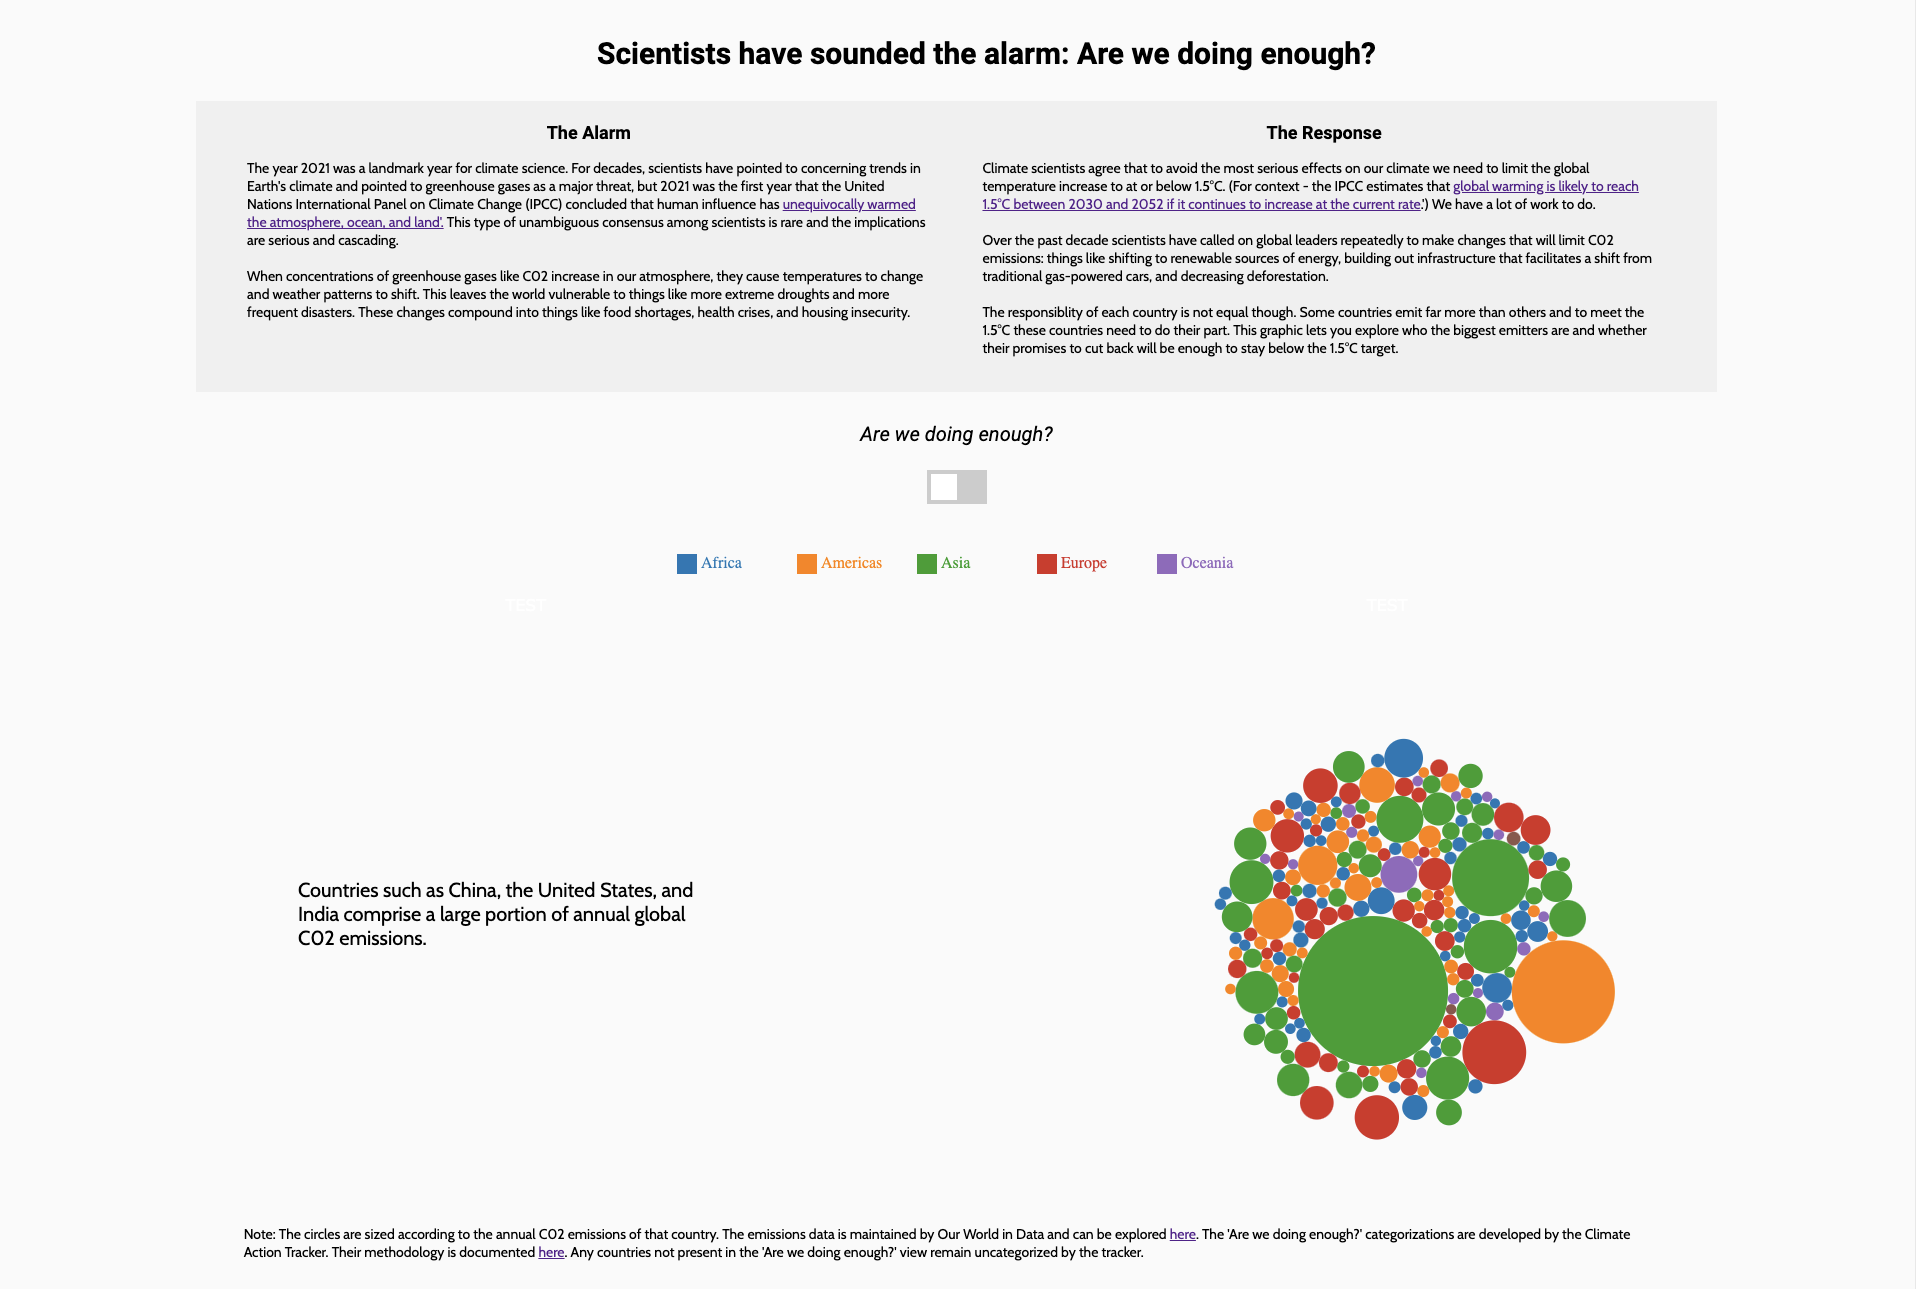 Scientists have sounded the alarm: Are we doing enough?
The Alarm
The year 2021 was a landmark year for climate science. For decades, scientists have pointed to concerning trends in
Earth's climate and pointed to greenhouse gases as a major threat, but 2021 was the first year that the United
Nations International Panel on Climate Change (IPCC) concluded that human influence has unequivocally warmed
the atmosphere, ocean, and land'. This type of unambiguous consensus among scientists is rare and the implications
are serious and cascading.
When concentrations of greenhouse gases like CO2 increase in our atmosphere, they cause temperatures to change
and weather patterns to shift. This leaves the world vulnerable to things like more extreme droughts and more
frequent disasters. These changes compound into things like food shortages, health crises, and housing insecurity.
The Response
Climate scientists agree that to avoid the most serious effects on our climate we need to limit the global
temperature increase to at or below 1.5°C. (For context - the IPCC estimates that global warming is likely to reach
1.5°C between 2030 and 2052 if it continues to increase at the current rate.') We have a lot of work to do.
Over the past decade scientists have called on global leaders repeatedly to make changes that will limit CO2
emissions: things like shifting to renewable sources of energy, building out infrastructure that facilitates a shift from
traditional gas-powered cars, and decreasing deforestation.
The responsiblity of each country is not equal though. Some countries emit far more than others and to meet the
1.5°C these countries need to do their part. This graphic lets you explore who the biggest emitters are and whether
their promises to cut back will be enough to stay below the 1.5°C target.
Are we doing enough?
Africa
Americas
Asia
Europe
Oceania
TEST
TEST
Countries such as China, the United States, and
India comprise a large portion of annual global
CO2 emissions.
Note: The circles are sized according to the annual CO2 emissions of that country. The emissions data is maintained by Our World in Data and can be explored here. The 'Are we doing enough?' categorizations are developed by the Climate
Action Tracker. Their methodology is documented here. Any countries not present in the 'Are we doing enough?' view remain uncategorized by the tracker.